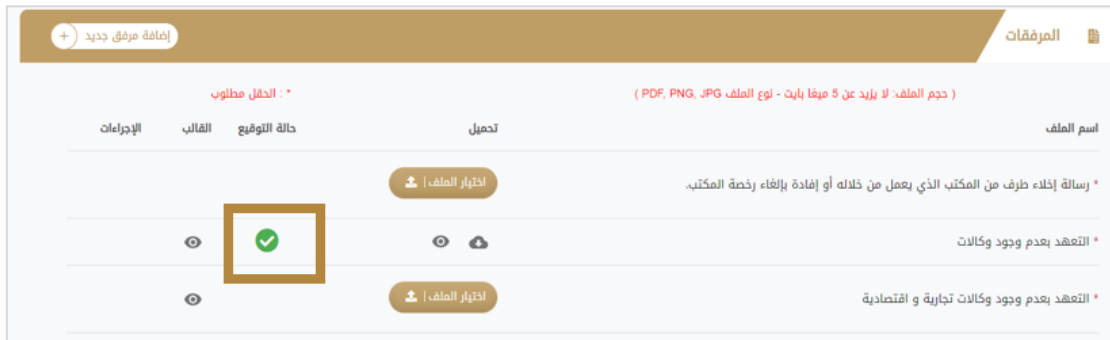 المرفقات
إضافة مرفق جديد (+)
( حجم الملف: لا يزيد عن 5 ميغا بايت - نوع الملف PDF, PNG, JPG )
* : الحقل مطلوب
اسم الملف تحميل حالة التوقيع القالب الإجراءات
* رسالة إخلاء طرف من المكتب الذي يعمل من خلاله أو إفادة بإلغاء رخصة المكتب. اختيار الملف |
* التعهد بعدم وجود وكالات
* التعهد بعدم وجود وكالات تجارية و اقتصادية اختيار الملف |